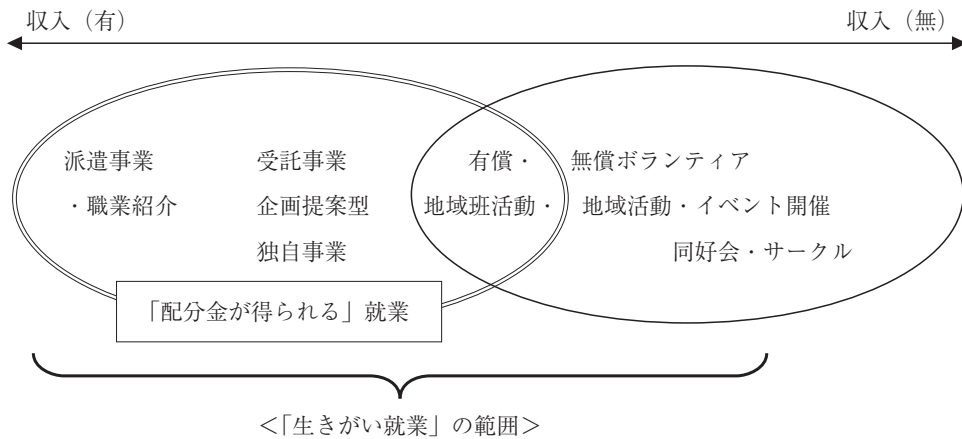 収入（有） 収入（無）
派遣事業 受託事業 有償・ 無償ボランティア
・職業紹介 企画提案型 地域班活動・ 地域活動・イベント開催
独自事業 同好会・サークル
「配分金が得られる」就業
＜「生きがい就業」の範囲＞